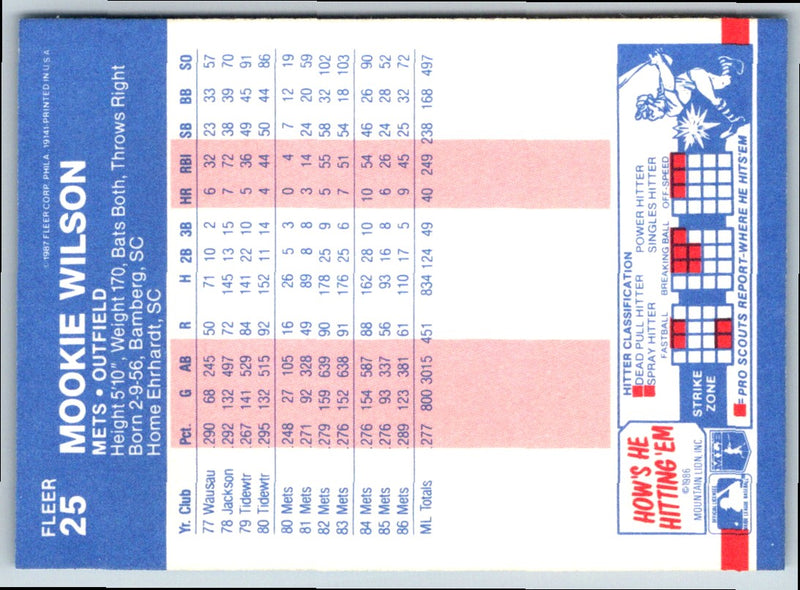 FLEER
25
MOOKIE WILSON
METS • OUTFIELD
Height 5'10", Weight 170, Bats Both, Throws Right
Born 2-9-56, Bamberg, SC
Home Ehrhardt, SC
© 1987 FLEER CORP., PHILA. 19141-PRINTED IN U.S.A.
Yr. Club Pct. G AB R H 2B 3B HR RBI SB BB SO
77 Wausau .290 68 245 50 71 10 2 6 32 23 33 57
78 Jackson .292 132 497 72 145 13 15 7 72 38 39 70
79 Tidewtr .267 141 529 84 141 22 10 5 36 49 45 91
80 Tidewtr .295 132 515 92 152 11 14 4 44 50 44 86
80 Mets .248 27 105 16 26 5 3 0 4 7 12 19
81 Mets .271 92 328 49 89 8 8 3 14 24 20 59
82 Mets .279 159 639 90 178 25 9 5 55 58 32 102
83 Mets .276 152 638 91 176 25 6 7 51 54 18 103
84 Mets .276 154 587 88 162 28 10 10 54 46 26 90
85 Mets .276 93 337 56 93 16 8 6 26 24 28 52
86 Mets .289 123 381 61 110 17 5 9 45 25 32 72
ML Totals .277 800 3015 451 834 124 49 40 249 238 168 497
HOW'S HE
HITTING 'EM
©1986
MOUNTAIN LION, INC
HITTER CLASSIFICATION
DEAD PULL HITTER POWER HITTER
SPRAY HITTER SINGLES HITTER
FASTBALL BREAKING BALL OFF-SPEED
STRIKE
ZONE
=PRO SCOUTS REPORT-WHERE HE HITS 'EM